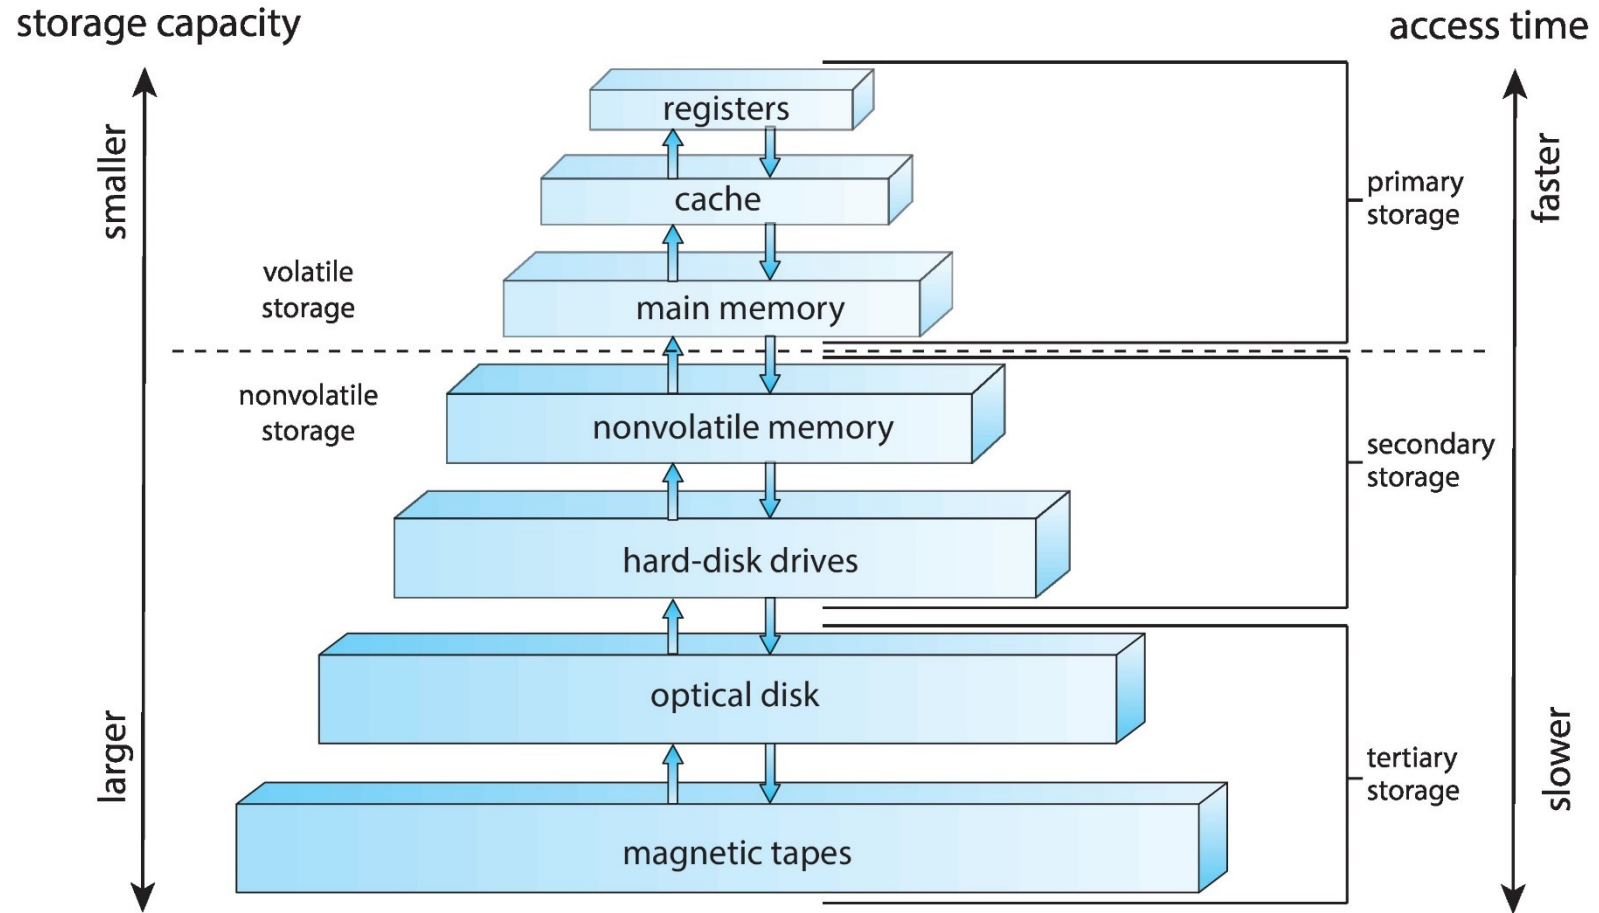 storage capacity
access time
smaller
larger
volatile
storage
nonvolatile
storage
registers
cache
main memory
nonvolatile memory
hard-disk drives
optical disk
magnetic tapes
primary
storage
secondary
storage
tertiary
storage
faster
slower